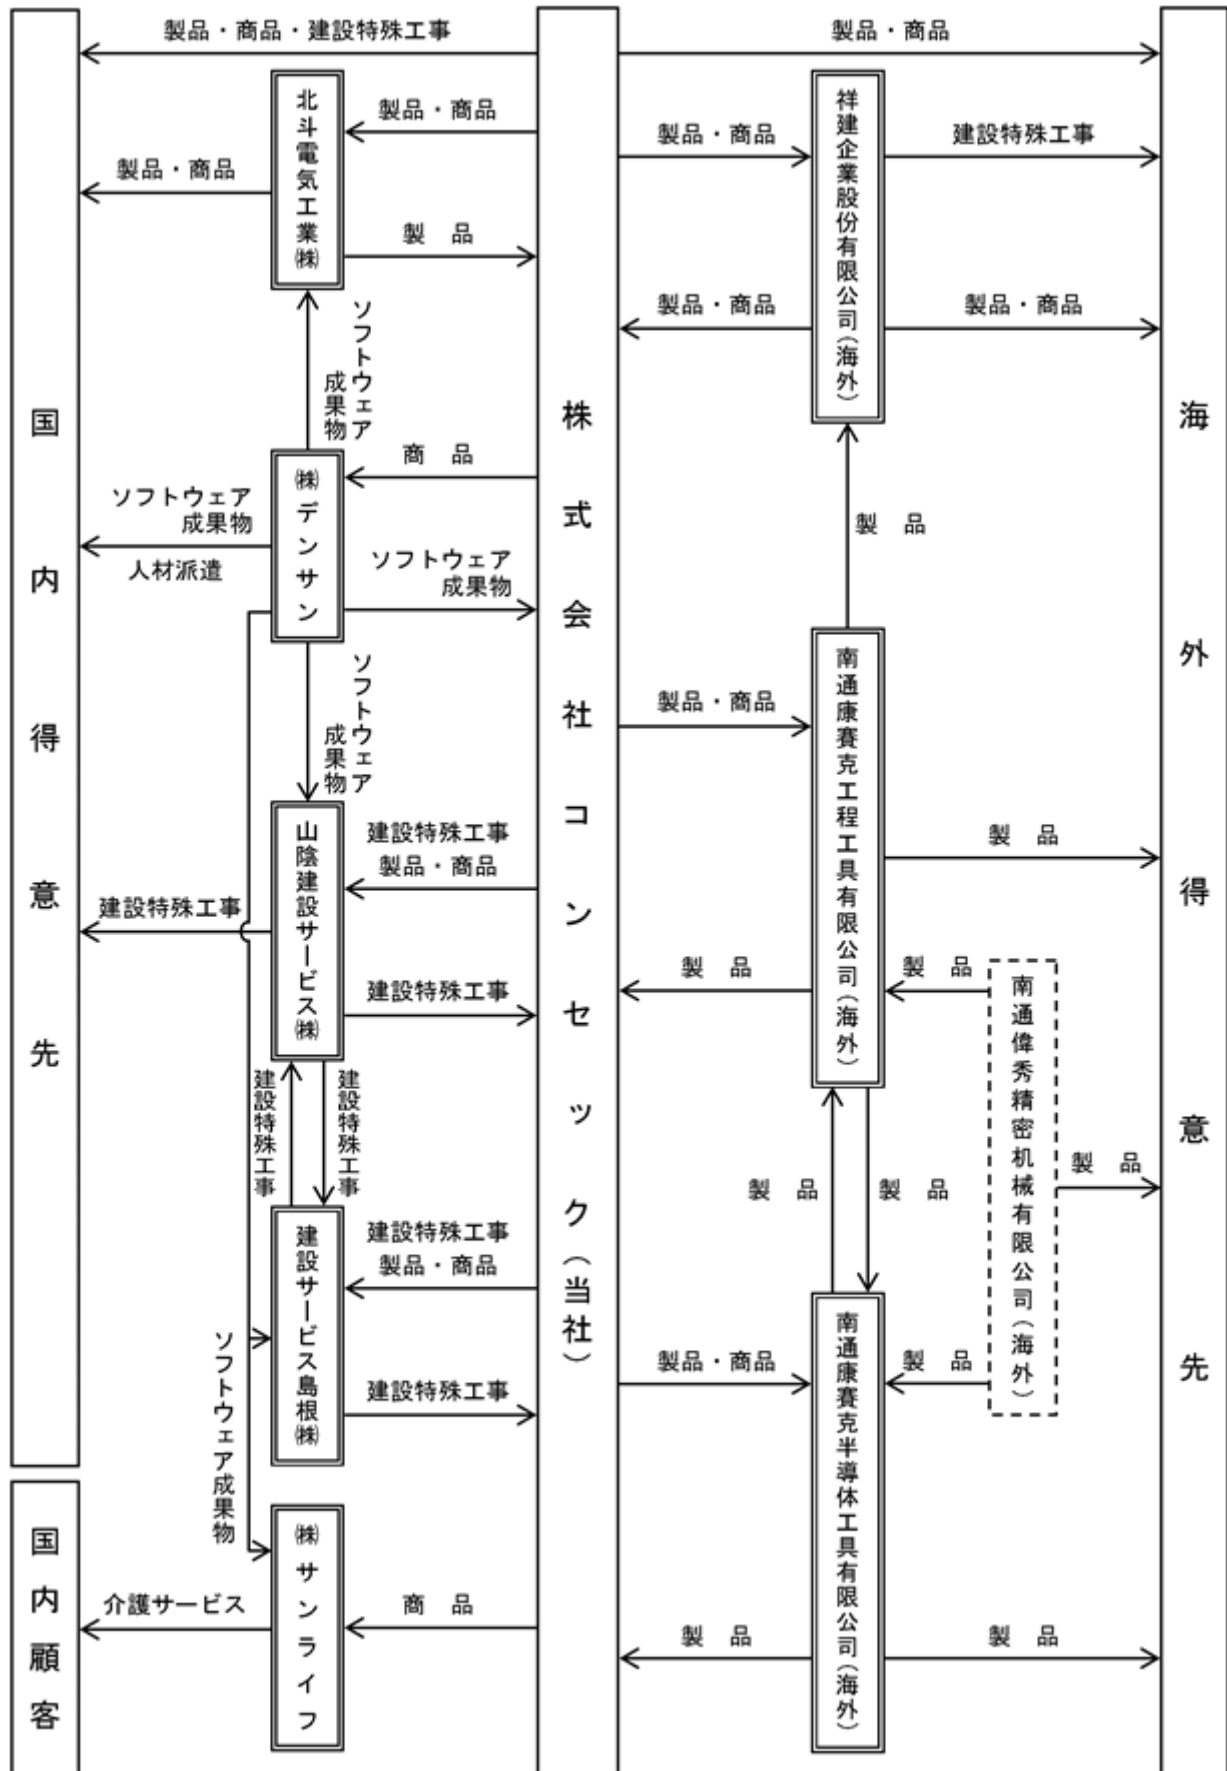 製品・商品・建設特殊工事
製品・商品
北斗電気工業㈱
製品・商品
製品・商品
製　品
祥建企業股份有限公司(海外)
製品・商品
建設特殊工事
製品・商品
製品・商品
ソフトウェア
成果物
商　品
㈱デンサン
ソフトウェア
成果物
人材派遣
ソフトウェア
成果物
製　品
ソフトウェア
成果物
南通康賽克工程工具有限公司(海外)
製品・商品
製　品
製　品
製　品
山陰建設サービス㈱
建設特殊工事
製品・商品
建設特殊工事
建設特殊工事
建設特殊工事
建設特殊工事
南通偉秀精密机械有限公司(海外)
製　品
製　品
製　品
製　品
建設サービス島根㈱
建設特殊工事
製品・商品
建設特殊工事
ソフトウェア成果物
南通康賽克半導体工具有限公司(海外)
製品・商品
製　品
製　品
㈱サンライフ
介護サービス
商　品
国内得意先
国内顧客
株式会社コンセック(当社)
海外得意先